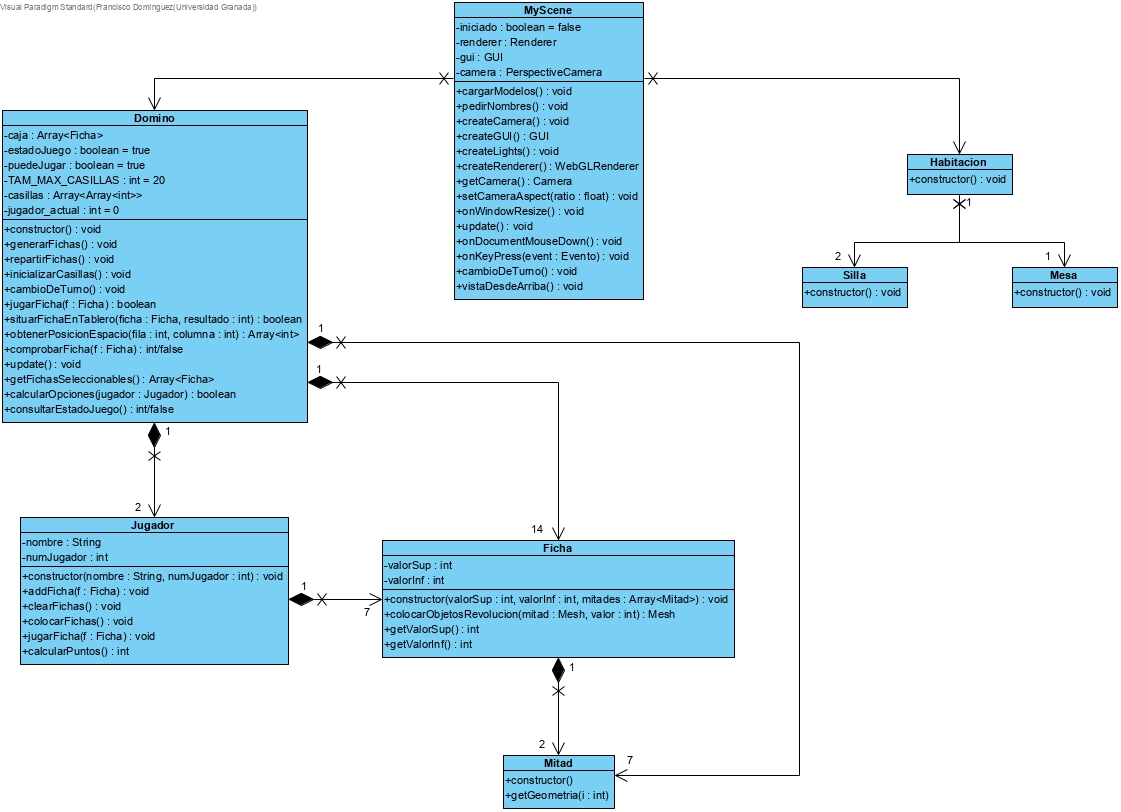 Visual Paradigm Standard(Francisco Domínguez(Universidad Granada))
MyScene
-iniciado : boolean = false
-renderer : Renderer
-gui : GUI
-camera : PerspectiveCamera
+cargarModelos() : void
+pedirNombres() : void
+createCamera() : void
+createGUI() : GUI
+createLights() : void
+createRenderer() : WebGLRenderer
+getCamera() : Camera
+setCameraAspect(ratio : float) : void
+onWindowResize() : void
+update() : void
+onDocumentMouseDown() : void
+onKeyPress(event : Evento) : void
+cambioDeTurno() : void
+vistaDesdeArriba() : void
Domino
-caja : Array<Ficha>
-estadoJuego : boolean = true
-puedeJugar : boolean = true
-TAM_MAX_CASILLAS : int = 20
-casillas : Array<Array<int>>
-jugador_actual : int = 0
+constructor() : void
+generarFichas() : void
+repartirFichas() : void
+inicializarCasillas() : void
+cambioDeTurno() : void
+jugarFicha(f : Ficha) : boolean
+situarFichaEnTablero(ficha : Ficha, resultado : int) : boolean
+obtenerPosicionEspacio(fila : int, columna : int) : Array<int>
+comprobarFicha(f : Ficha) : int/false
+update() : void
+getFichasSeleccionables() : Array<Ficha>
+calcularOpciones(jugador : Jugador) : boolean
+consultarEstadoJuego() : int/false
Habitacion
+constructor() : void
1
2
1
Silla
+constructor() : void
Mesa
+constructor() : void
1
1
1
2
14
Jugador
-nombre : String
-numJugador : int
+constructor(nombre : String, numJugador : int) : void
+addFicha(f : Ficha) : void
+clearFichas() : void
+colocarFichas() : void
+jugarFicha(f : Ficha) : void
+calcularPuntos() : int
1
7
Ficha
-valorSup : int
-valorInf : int
+constructor(valorSup : int, valorInf : int, mitades : Array<Mitad>) : void
+colocarObjetosRevolucion(mitad : Mesh, valor : int) : Mesh
+getValorSup() : int
+getValorInf() : int
1
2
7
Mitad
+constructor()
+getGeometria(i : int)